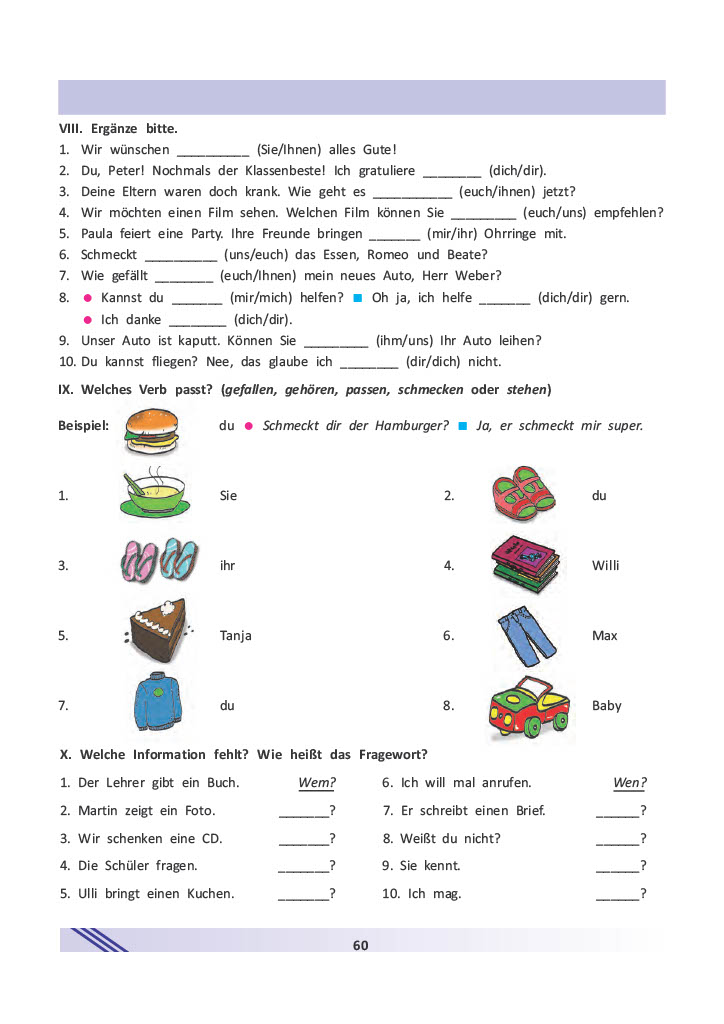 VIII. Ergänze bitte.
1. Wir wünschen __________ (Sie/Ihnen) alles Gute!
2. Du, Peter! Nochmals der Klassenbeste! Ich gratuliere ________ (dich/dir).
3. Deine Eltern waren doch krank. Wie geht es ___________ (euch/ihnen) jetzt?
4. Wir möchten einen Film sehen. Welchen Film können Sie _________ (euch/uns) empfehlen?
5. Paula feiert eine Party. Ihre Freunde bringen _______ (mir/ihr) Ohrringe mit.
6. Schmeckt __________ (uns/euch) das Essen, Romeo und Beate?
7. Wie gefällt ________ (euch/Ihnen) mein neues Auto, Herr Weber?
8. ● Kannst du _______ (mir/mich) helfen? ■ Oh ja, ich helfe _______ (dich/dir) gern.
● Ich danke ________ (dich/dir).
9. Unser Auto ist kaputt. Können Sie _________ (ihm/uns) Ihr Auto leihen?
10. Du kannst fliegen? Nee, das glaube ich ________ (dir/dich) nicht.
IX. Welches Verb passt? (gefallen, gehören, passen, schmecken oder stehen)
Beispiel: du ● Schmeckt dir der Hamburger? ■ Ja, er schmeckt mir super.
1. Sie 2. du
3. ihr 4. Willi
5. Tanja 6. Max
7. du 8. Baby
X. Welche Information fehlt? Wie heißt das Fragewort?
1. Der Lehrer gibt ein Buch. Wem? 6. Ich will mal anrufen. Wen?
2. Martin zeigt ein Foto. _______? 7. Er schreibt einen Brief. ______?
3. Wir schenken eine CD. _______? 8. Weißt du nicht? ______?
4. Die Schüler fragen. _______? 9. Sie kennt. ______?
5. Ulli bringt einen Kuchen. _______? 10. Ich mag. ______?
60